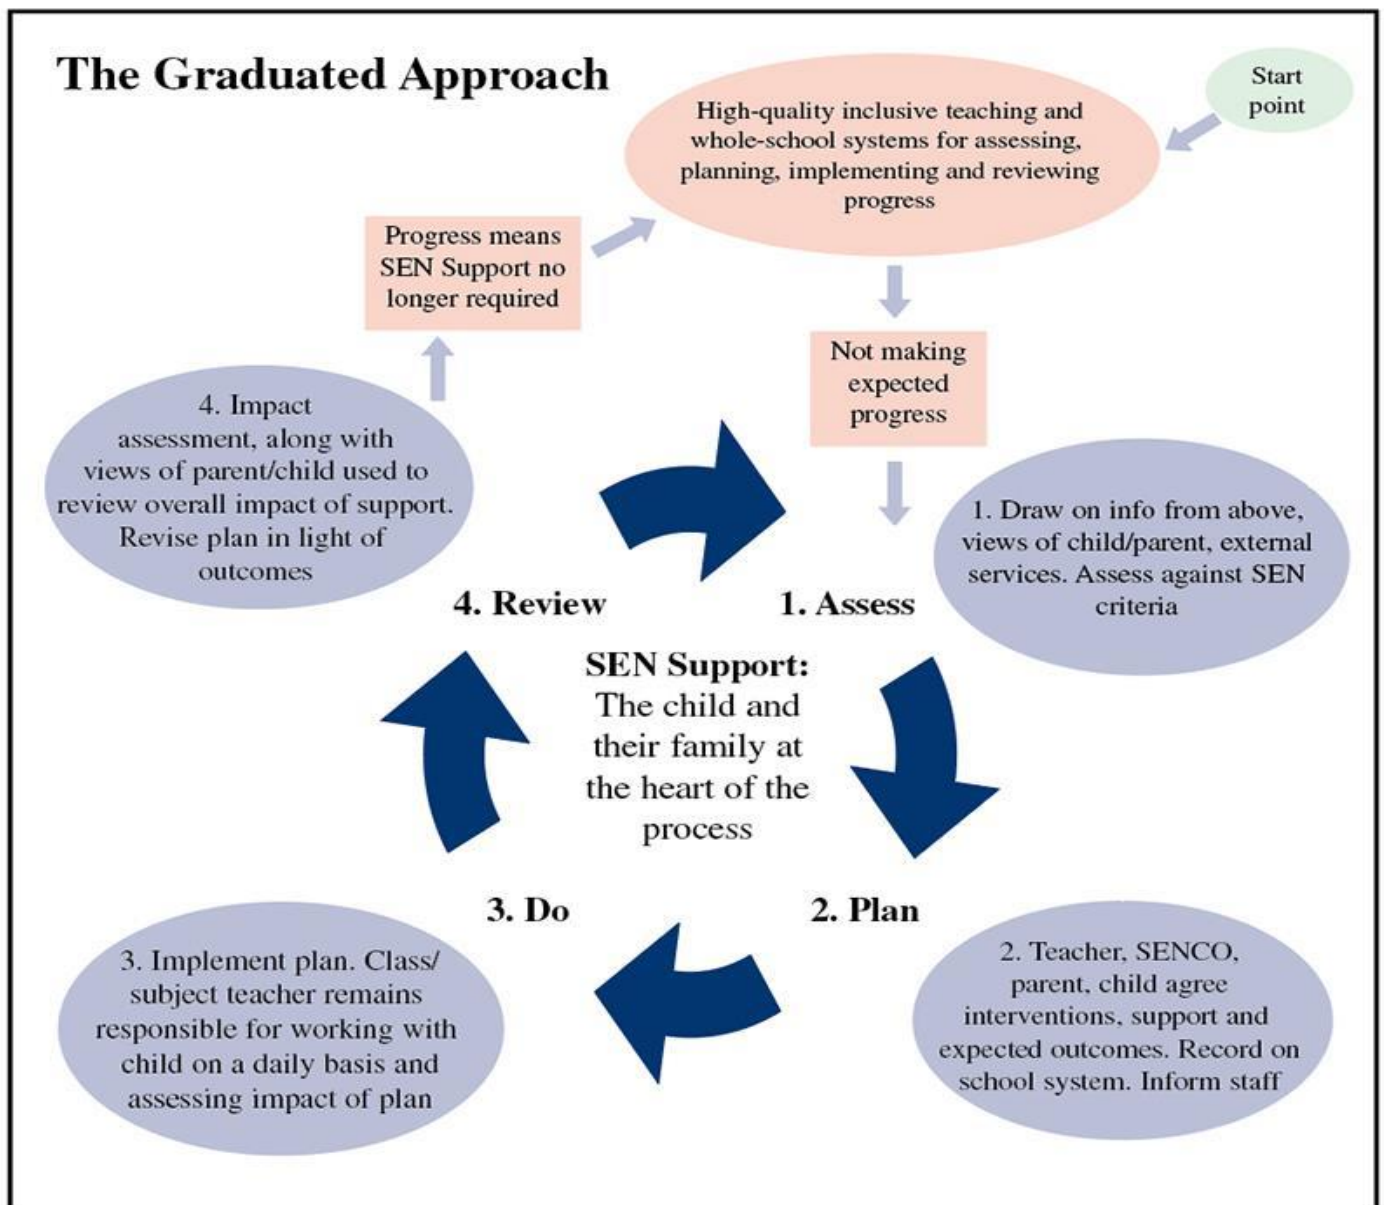 The Graduated Approach
Start
point
High-quality inclusive teaching and
whole-school systems for assessing,
planning, implementing and reviewing
progress
Progress means
SEN Support no
longer required
Not making
expected
progress
4. Impact
assessment, along with
views of parent/child used to
review overall impact of support.
Revise plan in light of
outcomes
1. Draw on info from above,
views of child/parent, external
services. Assess against SEN
criteria
4. Review
1. Assess
SEN Support:
The child and
their family at
the heart of the
process
3. Do
2. Plan
3. Implement plan. Class/
subject teacher remains
responsible for working with
child on a daily basis and
assessing impact of plan
2. Teacher, SENCO,
parent, child agree
interventions, support and
expected outcomes. Record on
school system. Inform staff